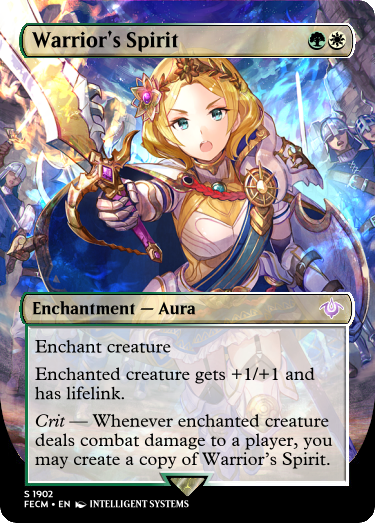 Warrior's Spirit
Enchantment — Aura
Enchant creature
Enchanted creature gets +1/+1 and
has lifelink.
Crit — Whenever enchanted creature
deals combat damage to a player, you
may create a copy of Warrior's Spirit.
S 1902
FECM • EN INTELLIGENT SYSTEMS